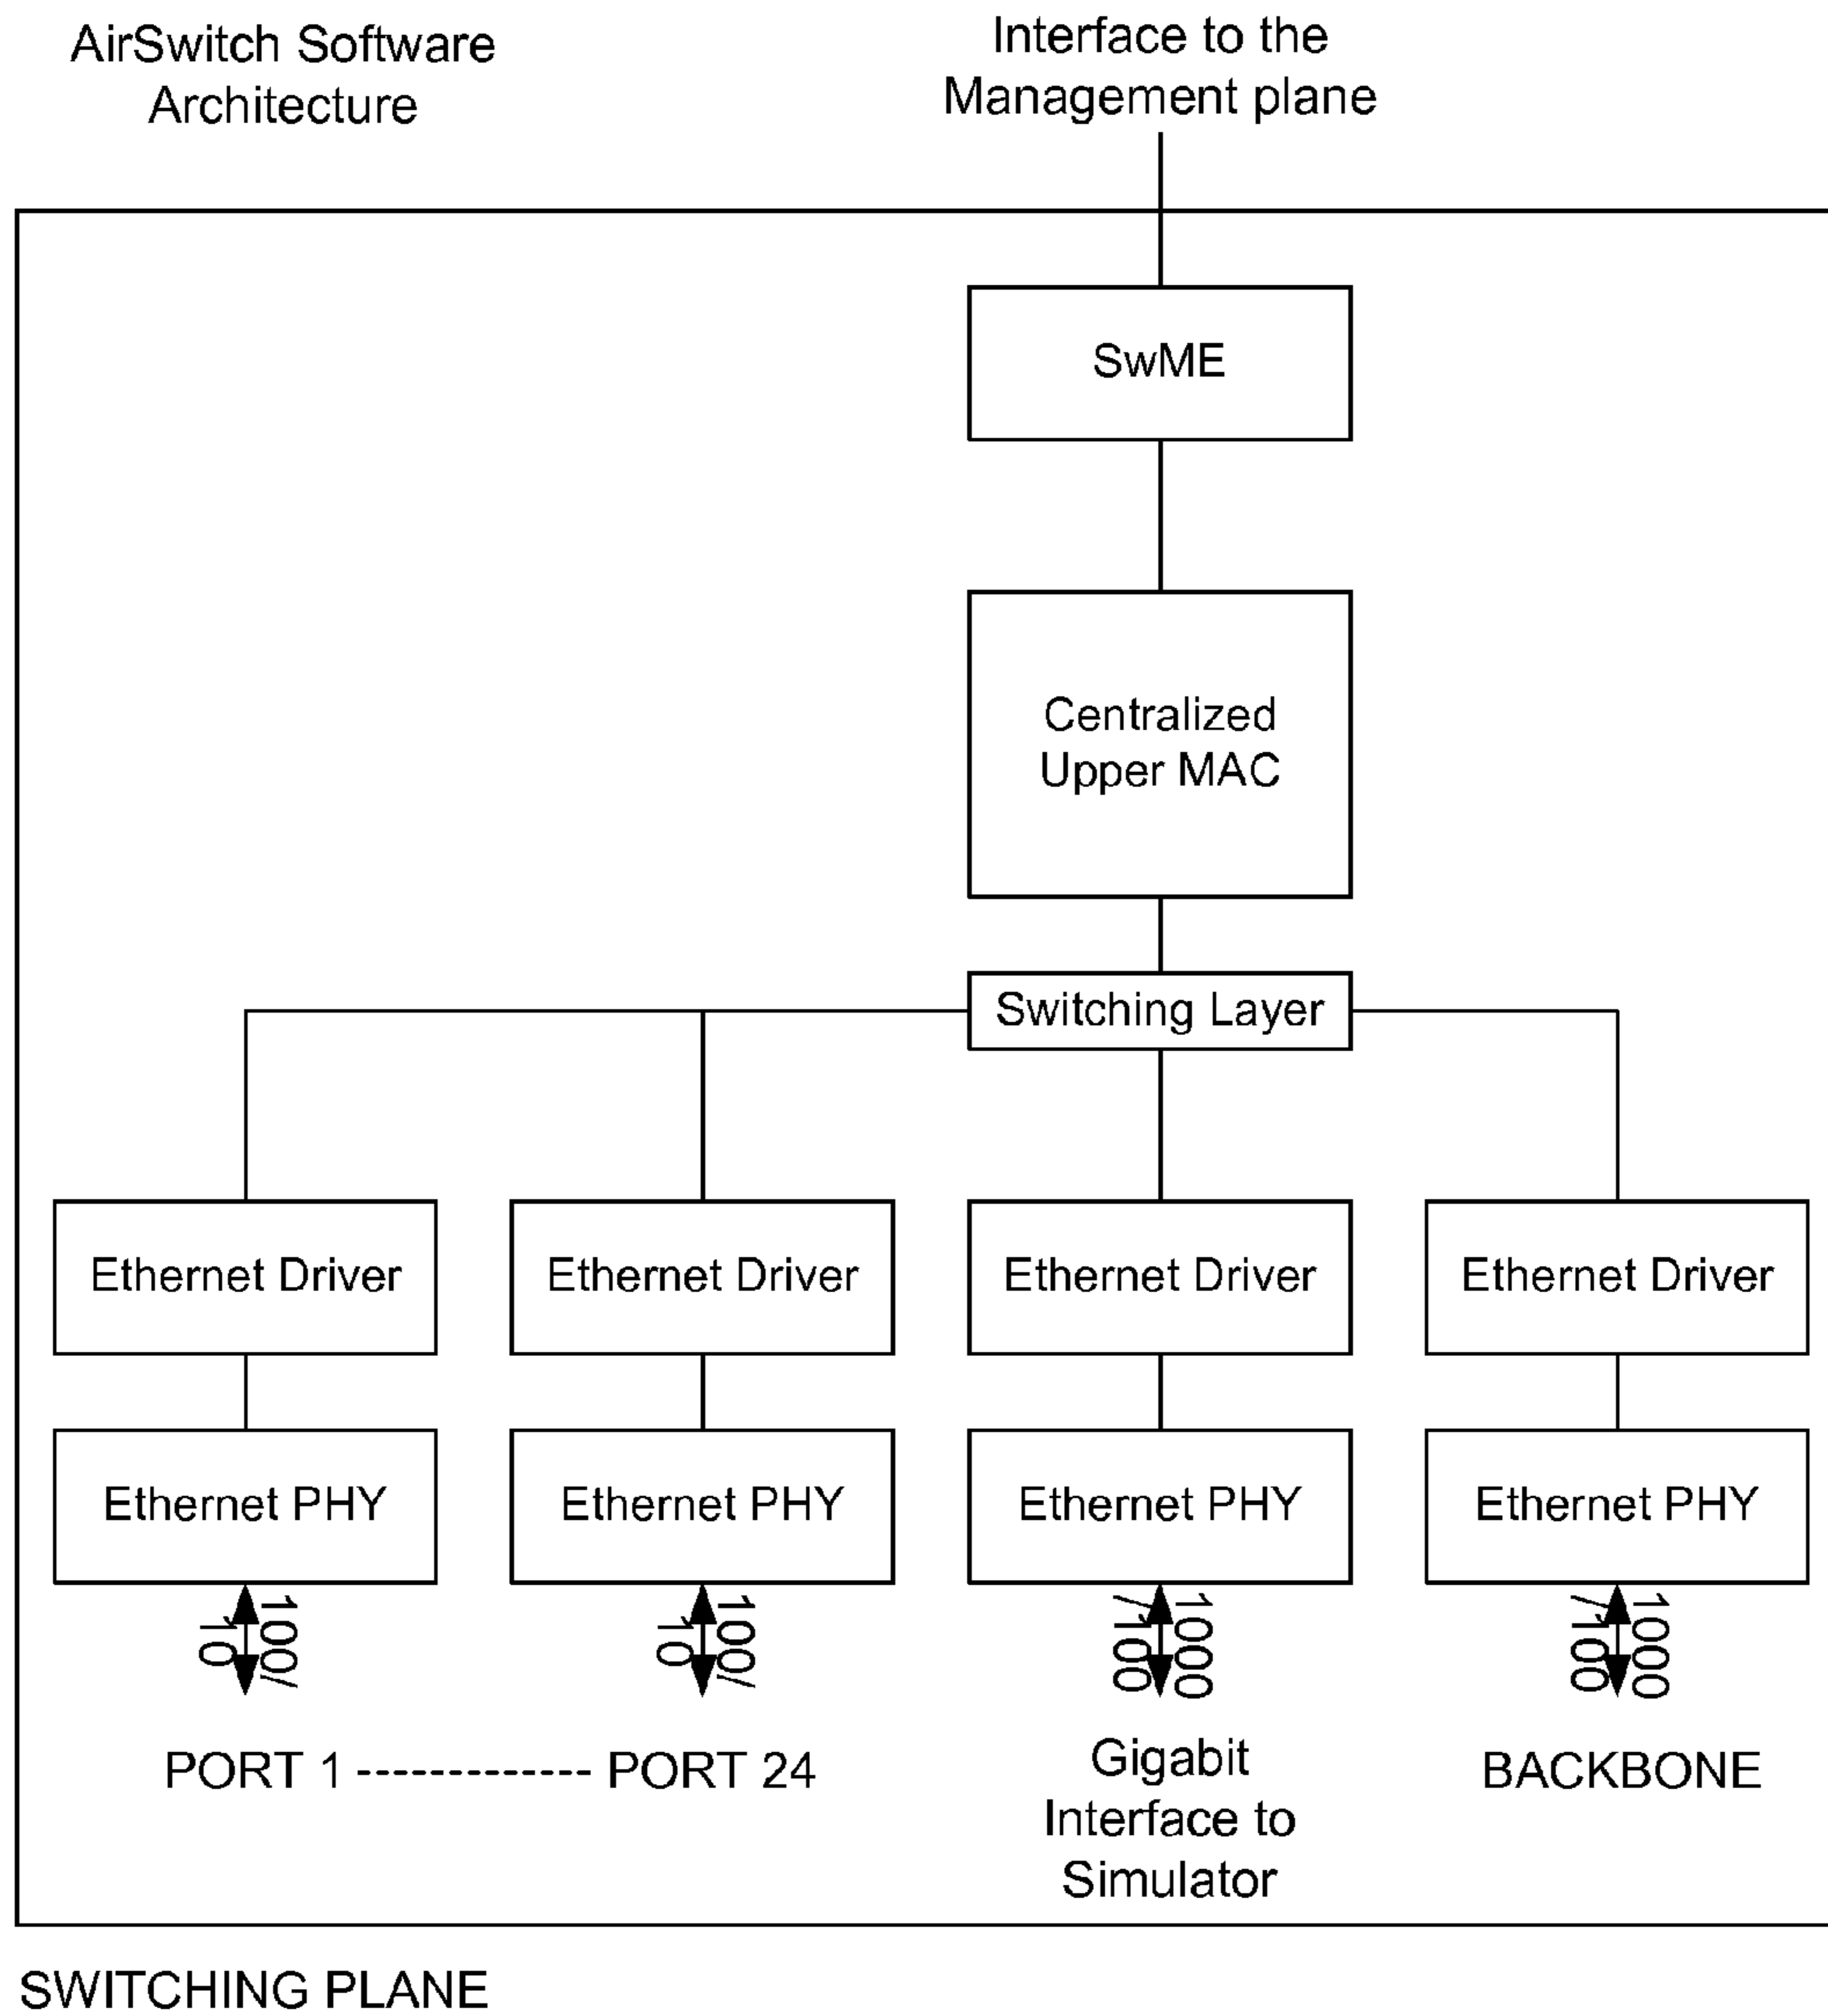 AirSwitch Software
Architecture
Interface to the
Management plane
SwME
Centralized
Upper MAC
Switching Layer
Ethernet Driver
Ethernet Driver
Ethernet Driver
Ethernet Driver
Ethernet PHY
Ethernet PHY
Ethernet PHY
Ethernet PHY
100/
10
100/
10
1000
/100
1000
/100
PORT 1 ------------- PORT 24
Gigabit
Interface to
Simulator
BACKBONE
SWITCHING PLANE